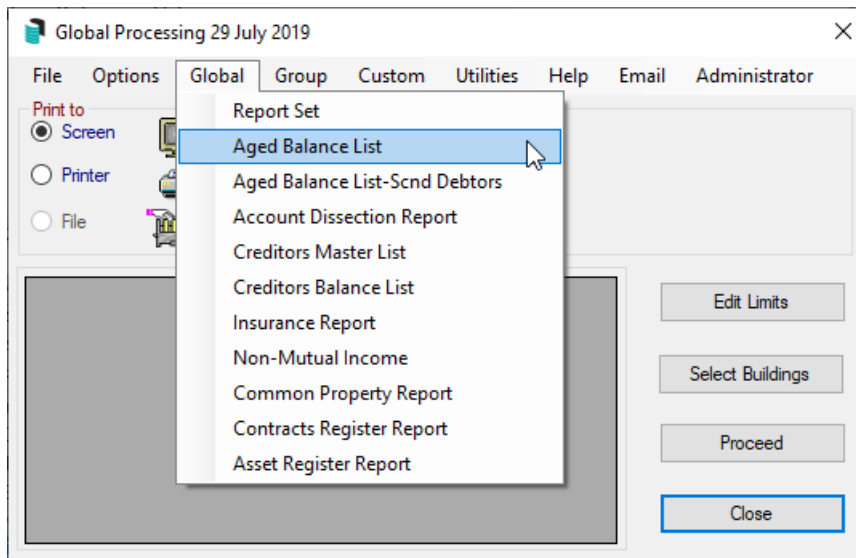 Global Processing 29 July 2019
File Options Global Group Custom Utilities Help Email Administrator
Print to
Screen
Printer
File
Report Set
Aged Balance List
Aged Balance List-Scnd Debtors
Account Dissection Report
Creditors Master List
Creditors Balance List
Insurance Report
Non-Mutual Income
Common Property Report
Contracts Register Report
Asset Register Report
Edit Limits
Select Buildings
Proceed
Close